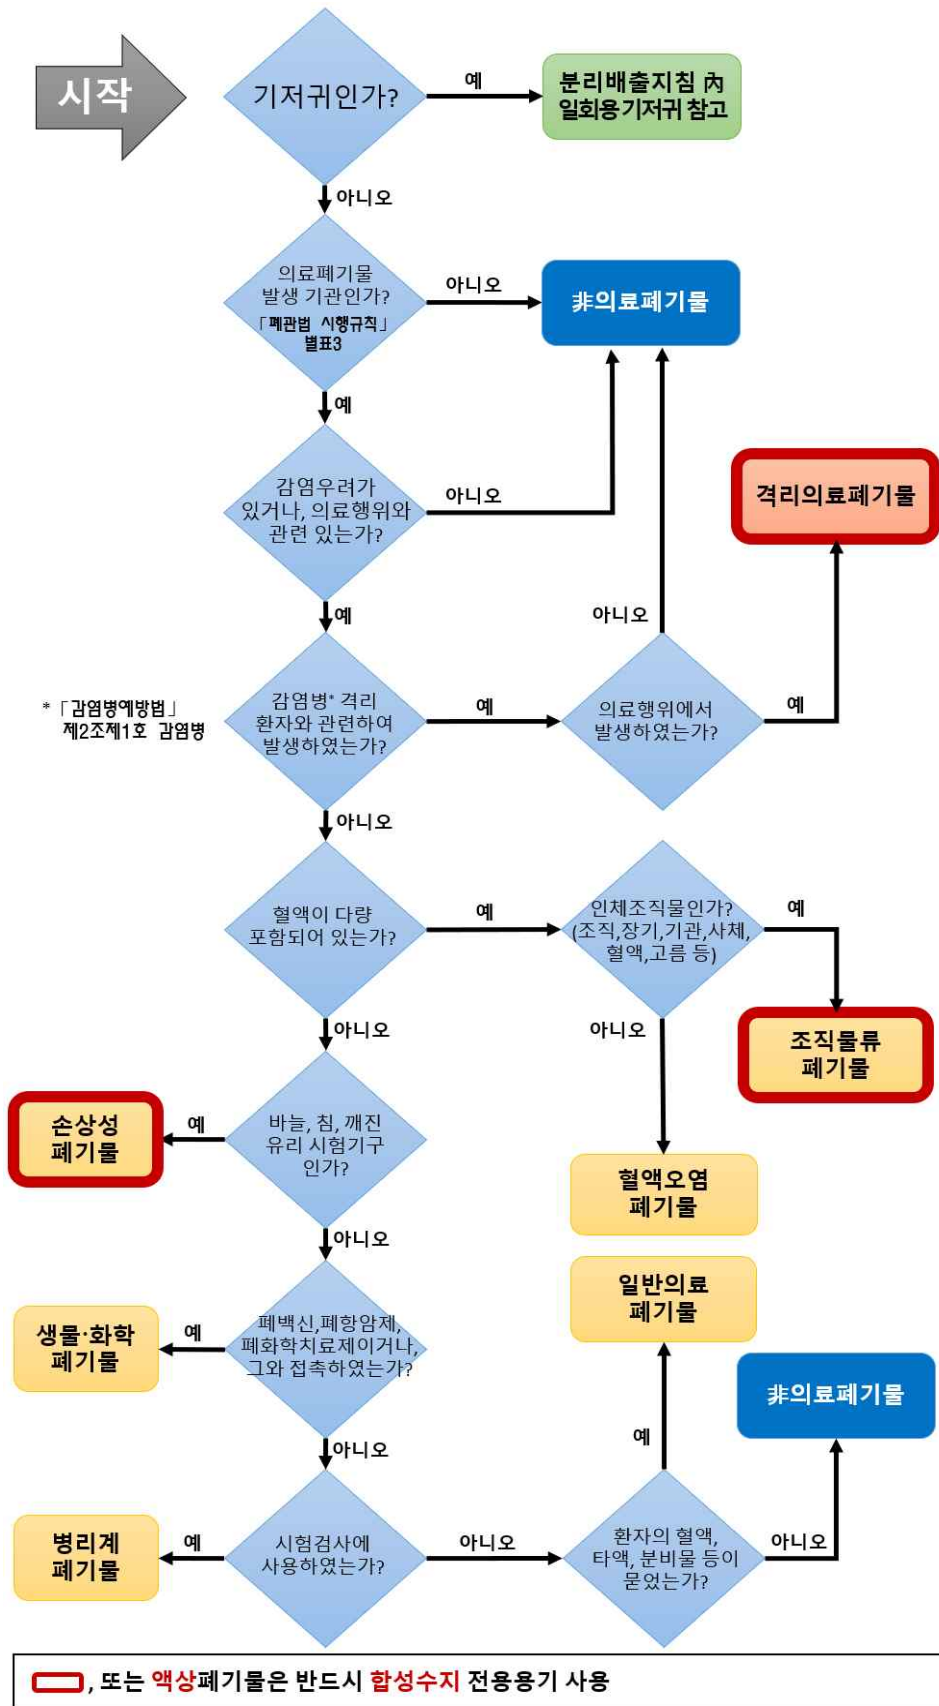 시작
기저귀인가?
예
분리배출지침 內
일회용기저귀 참고
아니오
의료폐기물
발생 기관인가?
「폐관법 시행규칙」
별표3
아니오
非의료폐기물
예
감염우려가
있거나, 의료행위와
관련 있는가?
아니오
격리의료폐기물
예
아니오
* 「감염병예방법」
제2조제1호 감염병
감염병* 격리
환자와 관련하여
발생하였는가?
예
의료행위에서
발생하였는가?
예
아니오
혈액이 다량
포함되어 있는가?
예
인체조직물인가?
(조직,장기,기관,사체,
혈액,고름 등)
예
아니오
아니오
조직물류
폐기물
손상성
폐기물
예
바늘, 침, 깨진
유리 시험기구
인가?
혈액오염
폐기물
아니오
일반의료
폐기물
생물·화학
폐기물
예
폐백신,폐항암제,
폐화학치료제이거나,
그와 접촉하였는가?
非의료폐기물
아니오
예
병리계
폐기물
예
시험검사에
사용하였는가?
아니오
환자의 혈액,
타액, 분비물 등이
묻었는가?
아니오
, 또는 액상폐기물은 반드시 합성수지 전용용기 사용